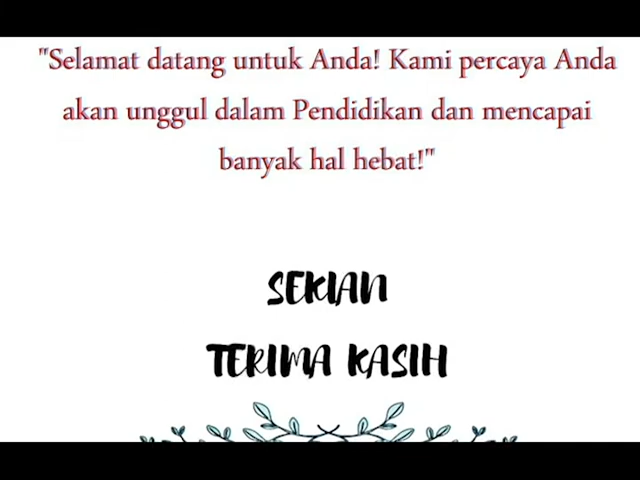 "Selamat datang untuk Anda! Kami percaya Anda
akan unggul dalam Pendidikan dan mencapai
banyak hal hebat!"
SEKIAN
TERIMA KASIH